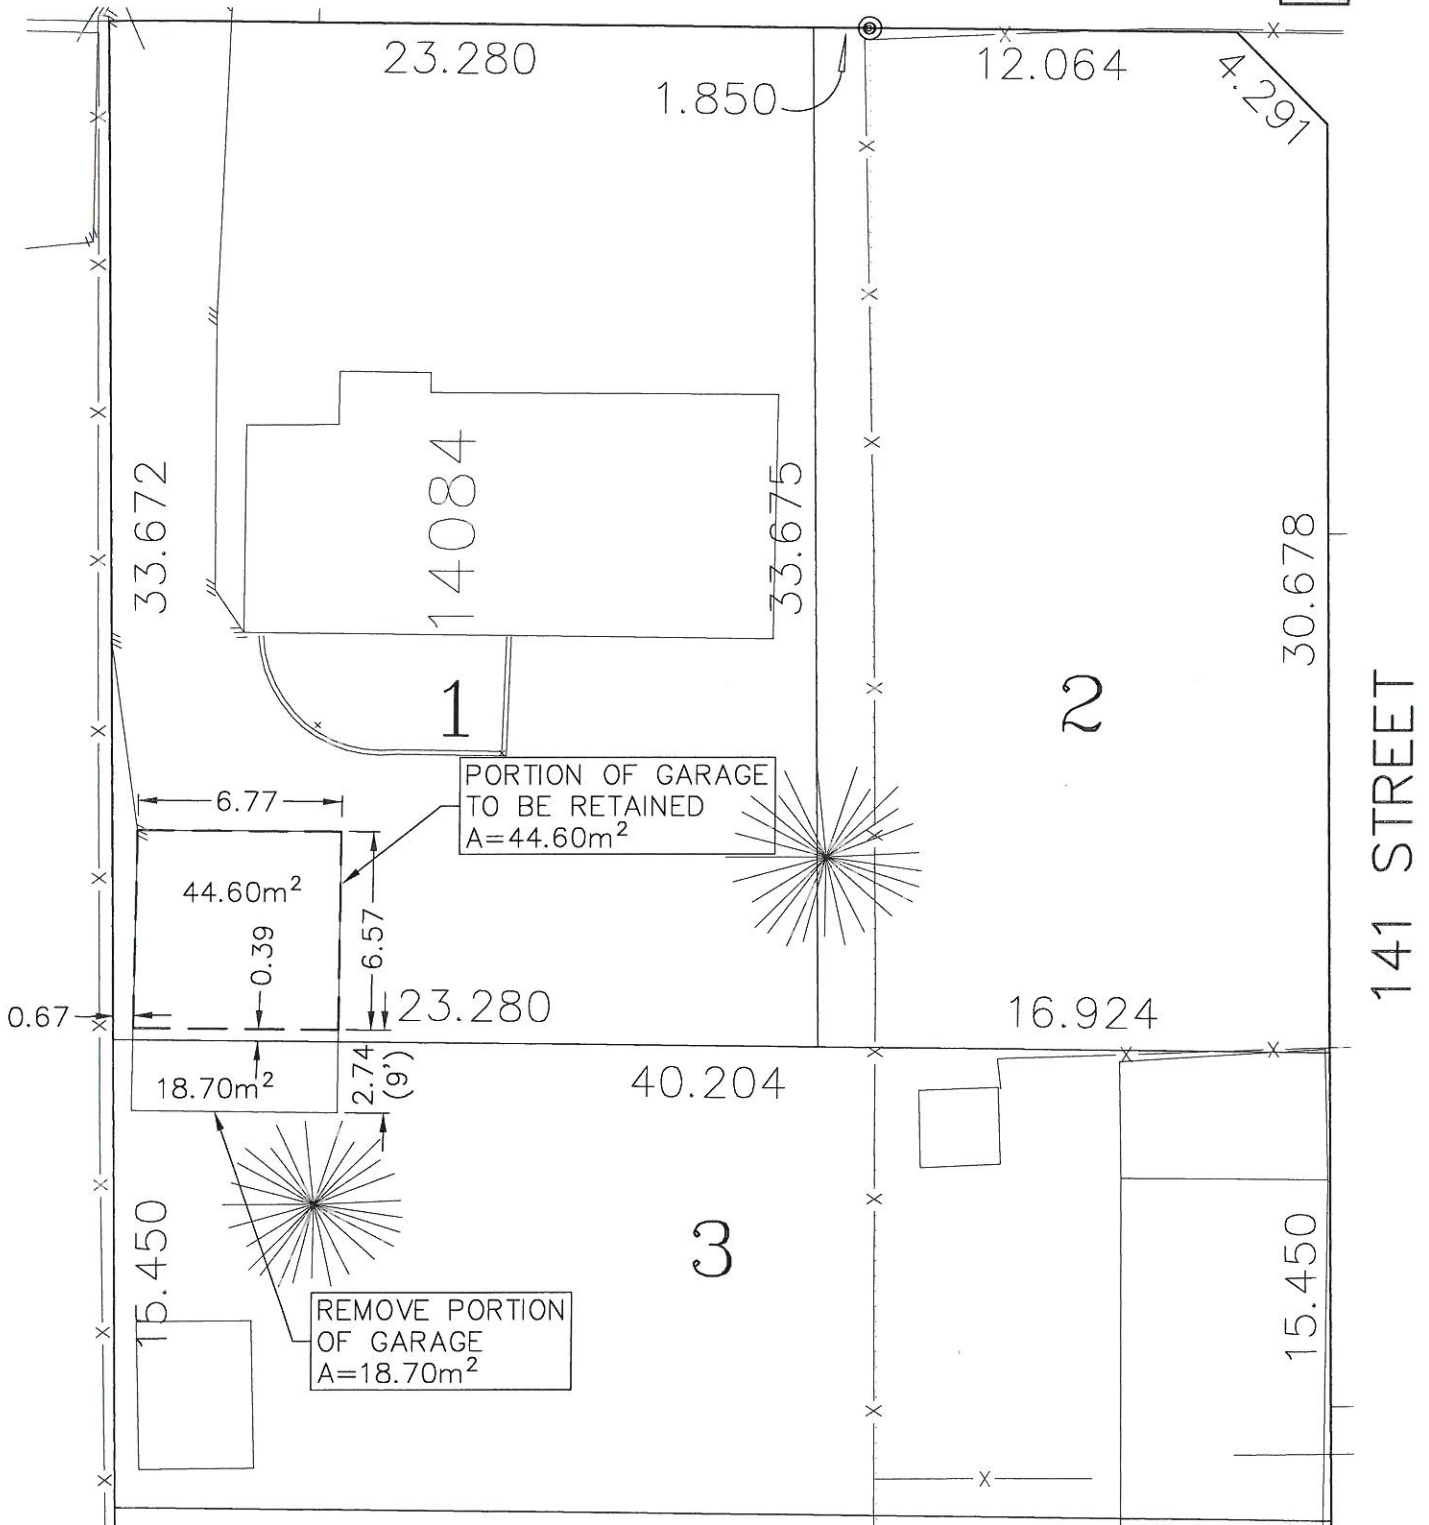 23.280
1.850
12.064
4.291
33.672
14084
33.675
30.678
1
2
141 STREET
PORTION OF GARAGE
TO BE RETAINED
A=44.60m²
6.77
44.60m²
0.39
6.57
0.67
23.280
16.924
18.70m²
2.74
(9')
40.204
15.450
3
15.450
REMOVE PORTION
OF GARAGE
A=18.70m²